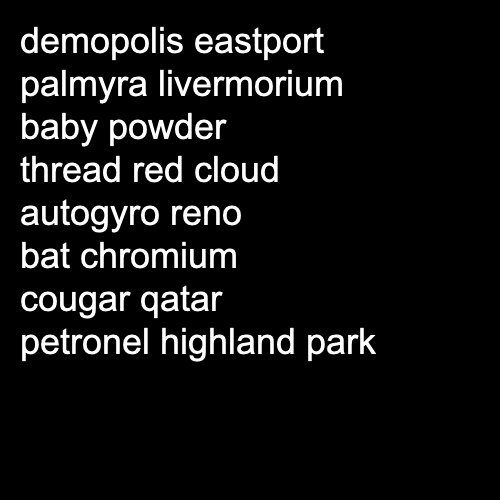 demopolis eastport
palmyra livermorium
baby powder
thread red cloud
autogyro reno
bat chromium
cougar qatar
petronel highland park